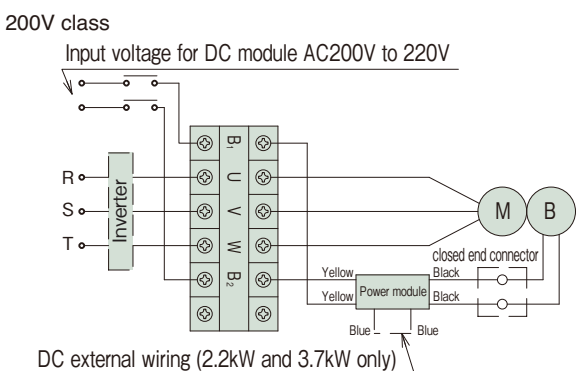 200V class
Input voltage for DC module AC200V to 220V
B1
R
U
S
Inverter
V
M
B
T
W
closed end connector
B2
Yellow
Black
Power module
Yellow
Black
Blue
Blue
DC external wiring (2.2kW and 3.7kW only)